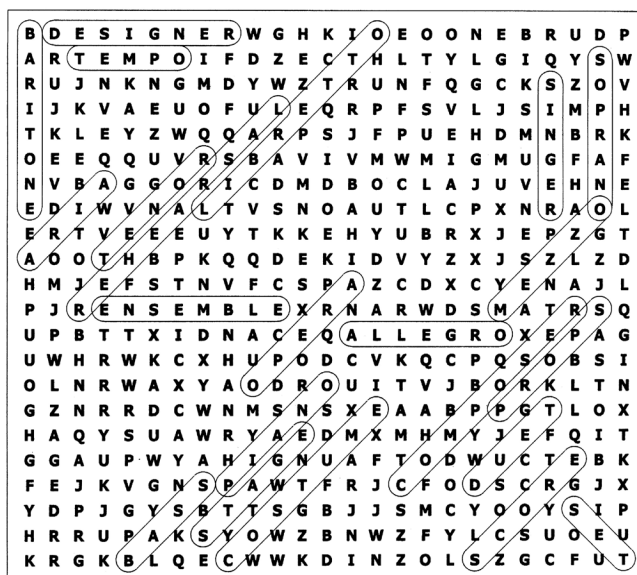 B D E S I G N E R W G H K I O E O O N E B R U D P
A R T E M P O I F D Z E C T H L T Y L G I Q Y S W
R U J N K N G M D Y W Z T R U N F Q G C K S Z O V
I J K V A E U O F U L E Q R P F S V L J S I M P H
T K L E Y Z W Q Q A R P S J F P U E H D M N B R K
O E E Q Q U V R S B A V I V M W M I G M U G F A F
N V B A G G O R I C D M D B O C L A J U V E H N E
E D I W V N A L T V S N O A U T L C P X N R A O L
E R T V E E E U Y T K K E H Y U B R X J E P Z G T
A O O T H B P K Q Q D E K I D V Y Z X J S Z L Z D
H M J E F S T N V F C S P A Z C D X C Y E N A J L
P J R E N S E M B L E X R N A R W D S M A T R S Q
U P B T T X I D N A C E Q A L L E G R O X E P A G
U W H R W K C X H U P O D C V K Q C P Q S O B S I
O L N R W A X Y A O D R O U I T V J B O R K L T N
G Z N R R D C W N M S N S X E A A B P P G T L O X
H A Q Y S U A W R Y A E D M X M H M Y J E F Q I T
G G A U P W Y A H I G N U A F T O D W U C T E B K
F E J K V G N S P A W T F R J C F O D S C R G J X
Y D P J G Y S B T T S G B J J S M C Y O O Y S I P
H R R U P A K S Y O W Z B N W Z F Y L C S U O E U
K R G K B L Q E C W W K D I N Z O L S Z G C F U T